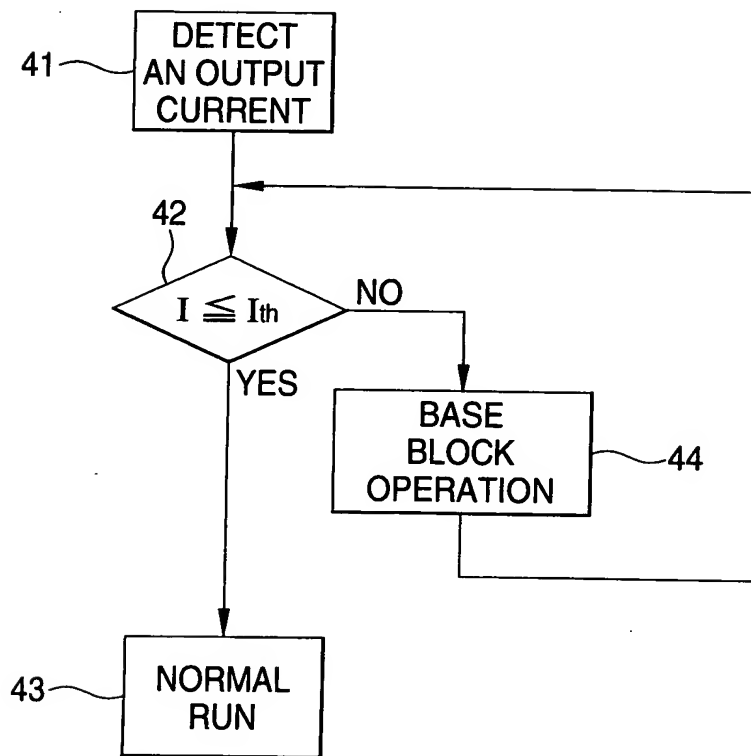 41
DETECT
AN OUTPUT
CURRENT
42
I ≦ Ith
NO
YES
BASE
BLOCK
OPERATION
44
43
NORMAL
RUN